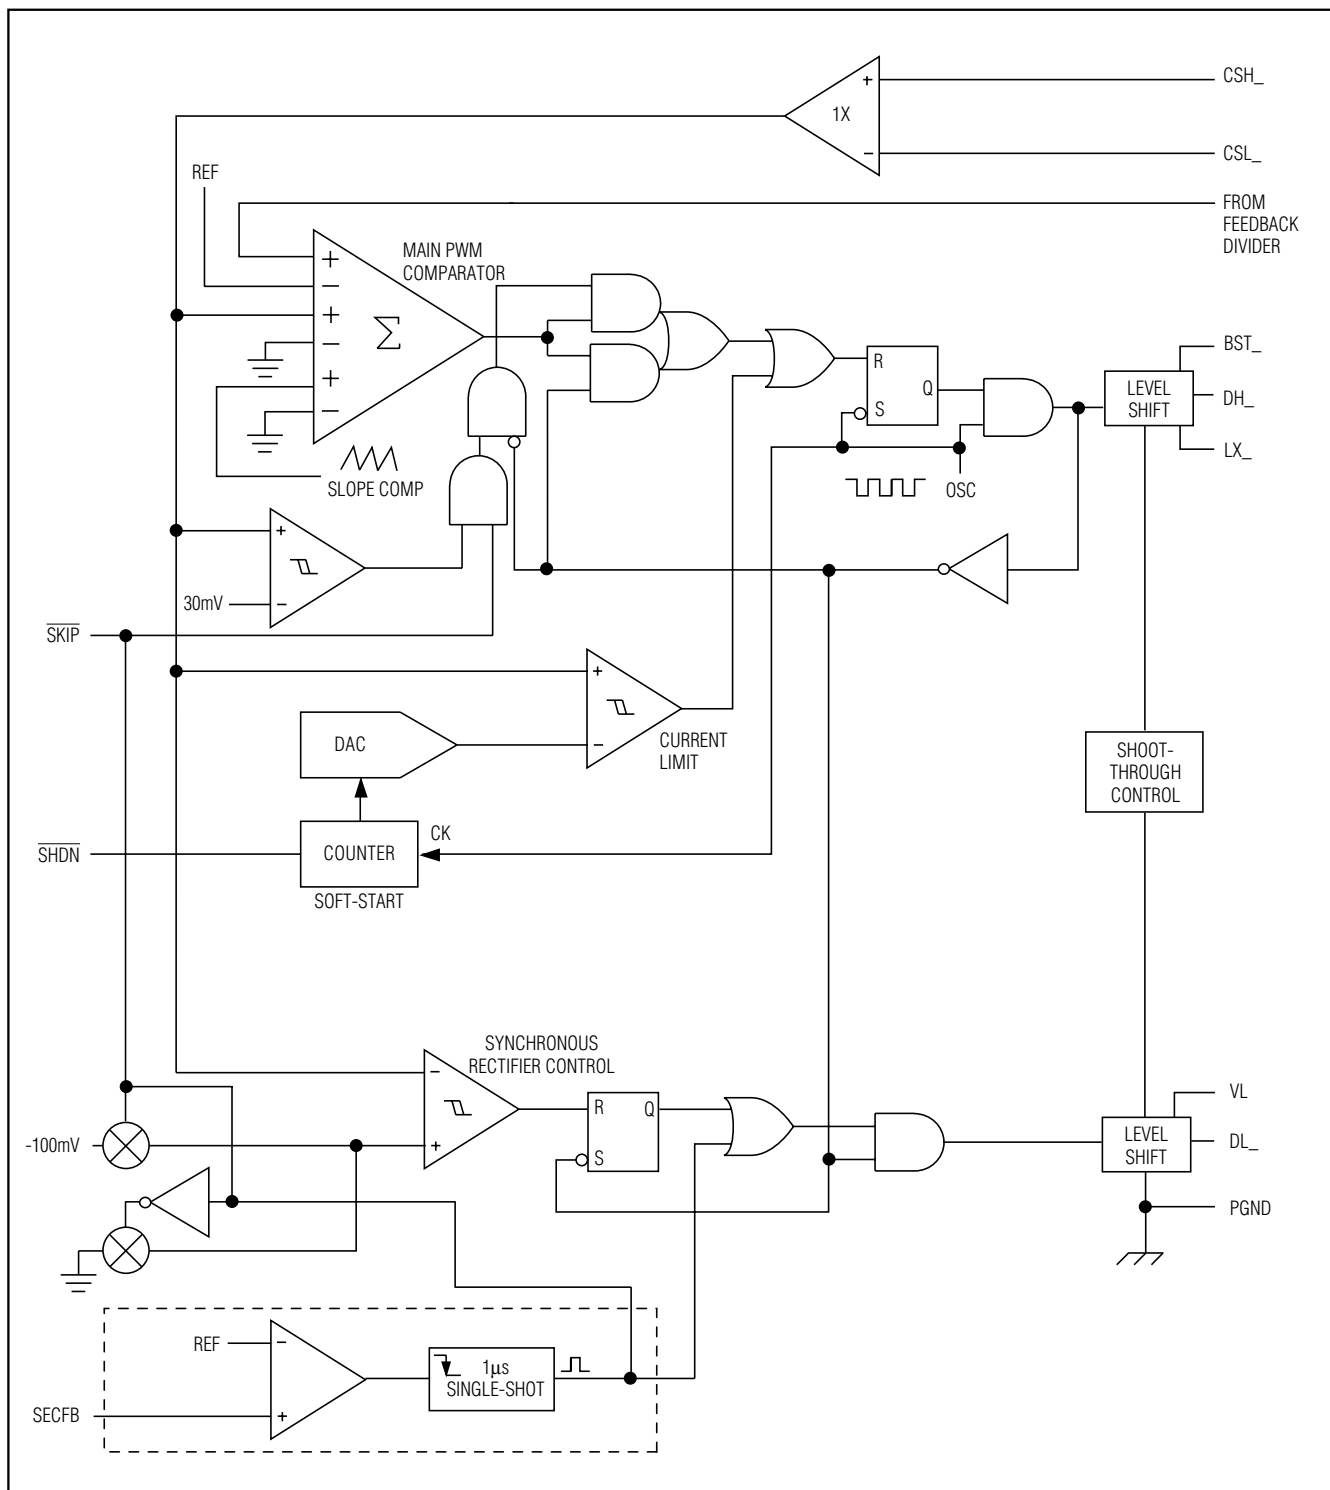 CSH_
+
1X
−
CSL_
REF
FROM
FEEDBACK
DIVIDER
MAIN PWM
COMPARATOR
+
−
+
−
+
−
Σ
BST_
R
Q
S
LEVEL
SHIFT
DH_
LX_
SLOPE COMP
OSC
+
30mV
−
SKIP
+
−
DAC
CURRENT
LIMIT
SHOOT-
THROUGH
CONTROL
CK
SHDN
COUNTER
SOFT-START
SYNCHRONOUS
RECTIFIER CONTROL
−
+
R
Q
S
VL
-100mV
LEVEL
SHIFT
DL_
PGND
REF
−
1µs
SINGLE-SHOT
SECFB
+